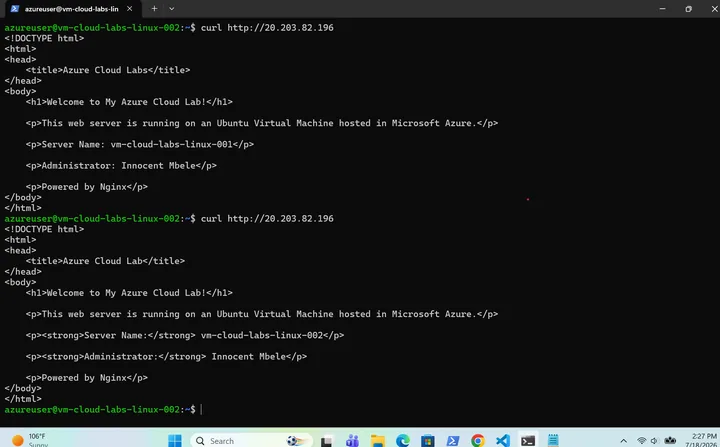 azureuser@vm-cloud-labs-lin
azureuser@vm-cloud-labs-linux-002:~$ curl http://20.203.82.196
<!DOCTYPE html>
<html>
<head>
    <title>Azure Cloud Labs</title>
</head>
<body>
    <h1>Welcome to My Azure Cloud Lab!</h1>
    <p>This web server is running on an Ubuntu Virtual Machine hosted in Microsoft Azure.</p>
    <p>Server Name: vm-cloud-labs-linux-001</p>
    <p>Administrator: Innocent Mbele</p>
    <p>Powered by Nginx</p>
</body>
</html>
azureuser@vm-cloud-labs-linux-002:~$ curl http://20.203.82.196
<!DOCTYPE html>
<html>
<head>
    <title>Azure Cloud Lab</title>
</head>
<body>
    <h1>Welcome to My Azure Cloud Lab!</h1>
    <p>This web server is running on an Ubuntu Virtual Machine hosted in Microsoft Azure.</p>
    <p><strong>Server Name:</strong> vm-cloud-labs-linux-002</p>
    <p><strong>Administrator:</strong> Innocent Mbele</p>
    <p>Powered by Nginx</p>
</body>
</html>
azureuser@vm-cloud-labs-linux-002:~$
106°F
Sunny
Search
2:27 PM
7/18/2026